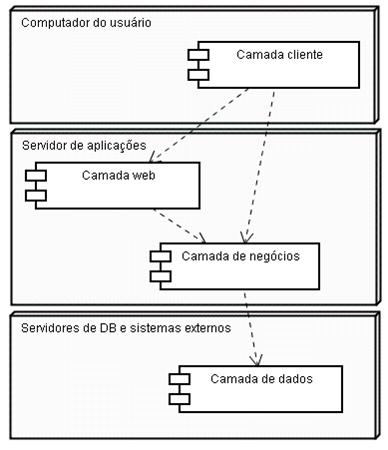 Computador do usuário
Camada cliente
Servidor de aplicações
Camada web
Camada de negócios
Servidores de DB e sistemas externos
Camada de dados